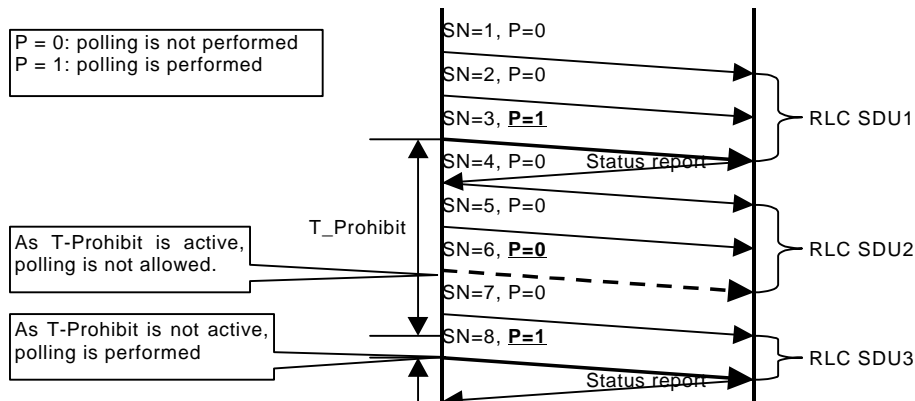 P = 0: polling is not performed
P = 1: polling is performed
SN=1, P=0
SN=2, P=0
SN=3, P=1
RLC SDU1
SN=4, P=0
Status report
SN=5, P=0
T_Prohibit
As T-Prohibit is active,
polling is not allowed.
SN=6, P=0
RLC SDU2
SN=7, P=0
As T-Prohibit is not active,
polling is performed
SN=8, P=1
RLC SDU3
Status report